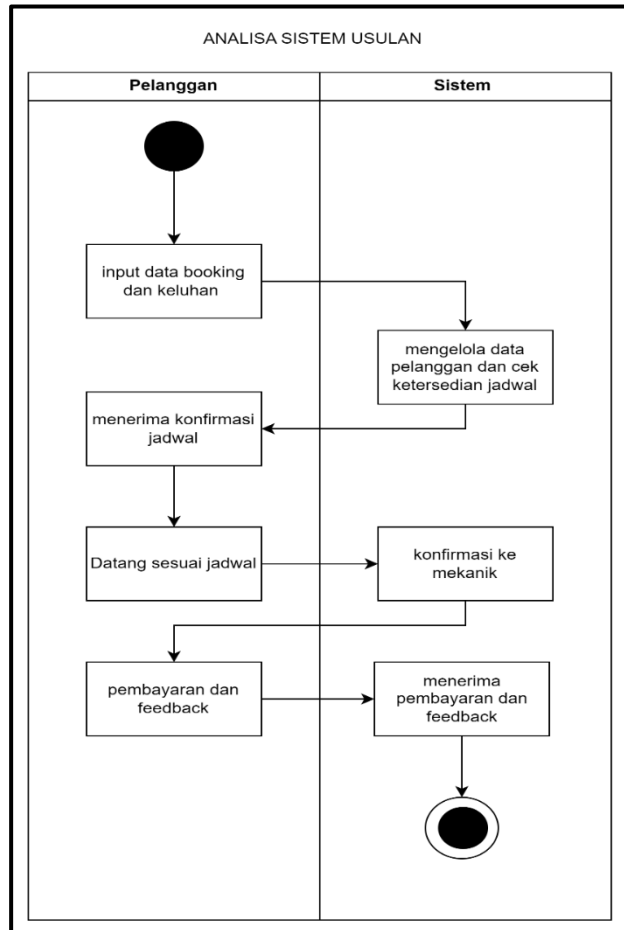 ANALISA SISTEM USULAN
Pelanggan
Sistem
input data booking
dan keluhan
mengelola data
pelanggan dan cek
ketersedian jadwal
menerima konfirmasi
jadwal
Datang sesuai jadwal
konfirmasi ke
mekanik
pembayaran dan
feedback
menerima
pembayaran dan
feedback